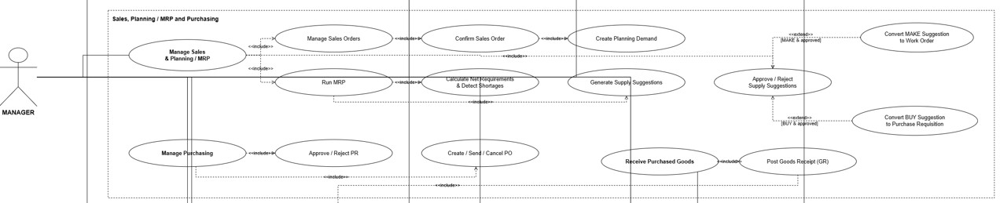 Sales, Planning / MRP and Purchasing
Manage Sales
& Planning / MRP
<<include>>
<<include>>
Manage Sales Orders
<<include>>
Confirm Sales Order
<<include>>
Create Planning Demand
<<include>>
<<extend>>
[MAKE & approved]
Convert MAKE Suggestion
to Work Order
Run MRP
<<include>>
Calculate Net Requirements
& Detect Shortages
Generate Supply Suggestions
Approve / Reject
Supply Suggestions
<<include>>
MANAGER
<<extend>>
[BUY & approved]
Convert BUY Suggestion
to Purchase Requisition
Manage Purchasing
<<include>>
Approve / Reject PR
Create / Send / Cancel PO
Receive Purchased Goods
<<include>>
Post Goods Receipt (GR)
<<include>>
<<include>>